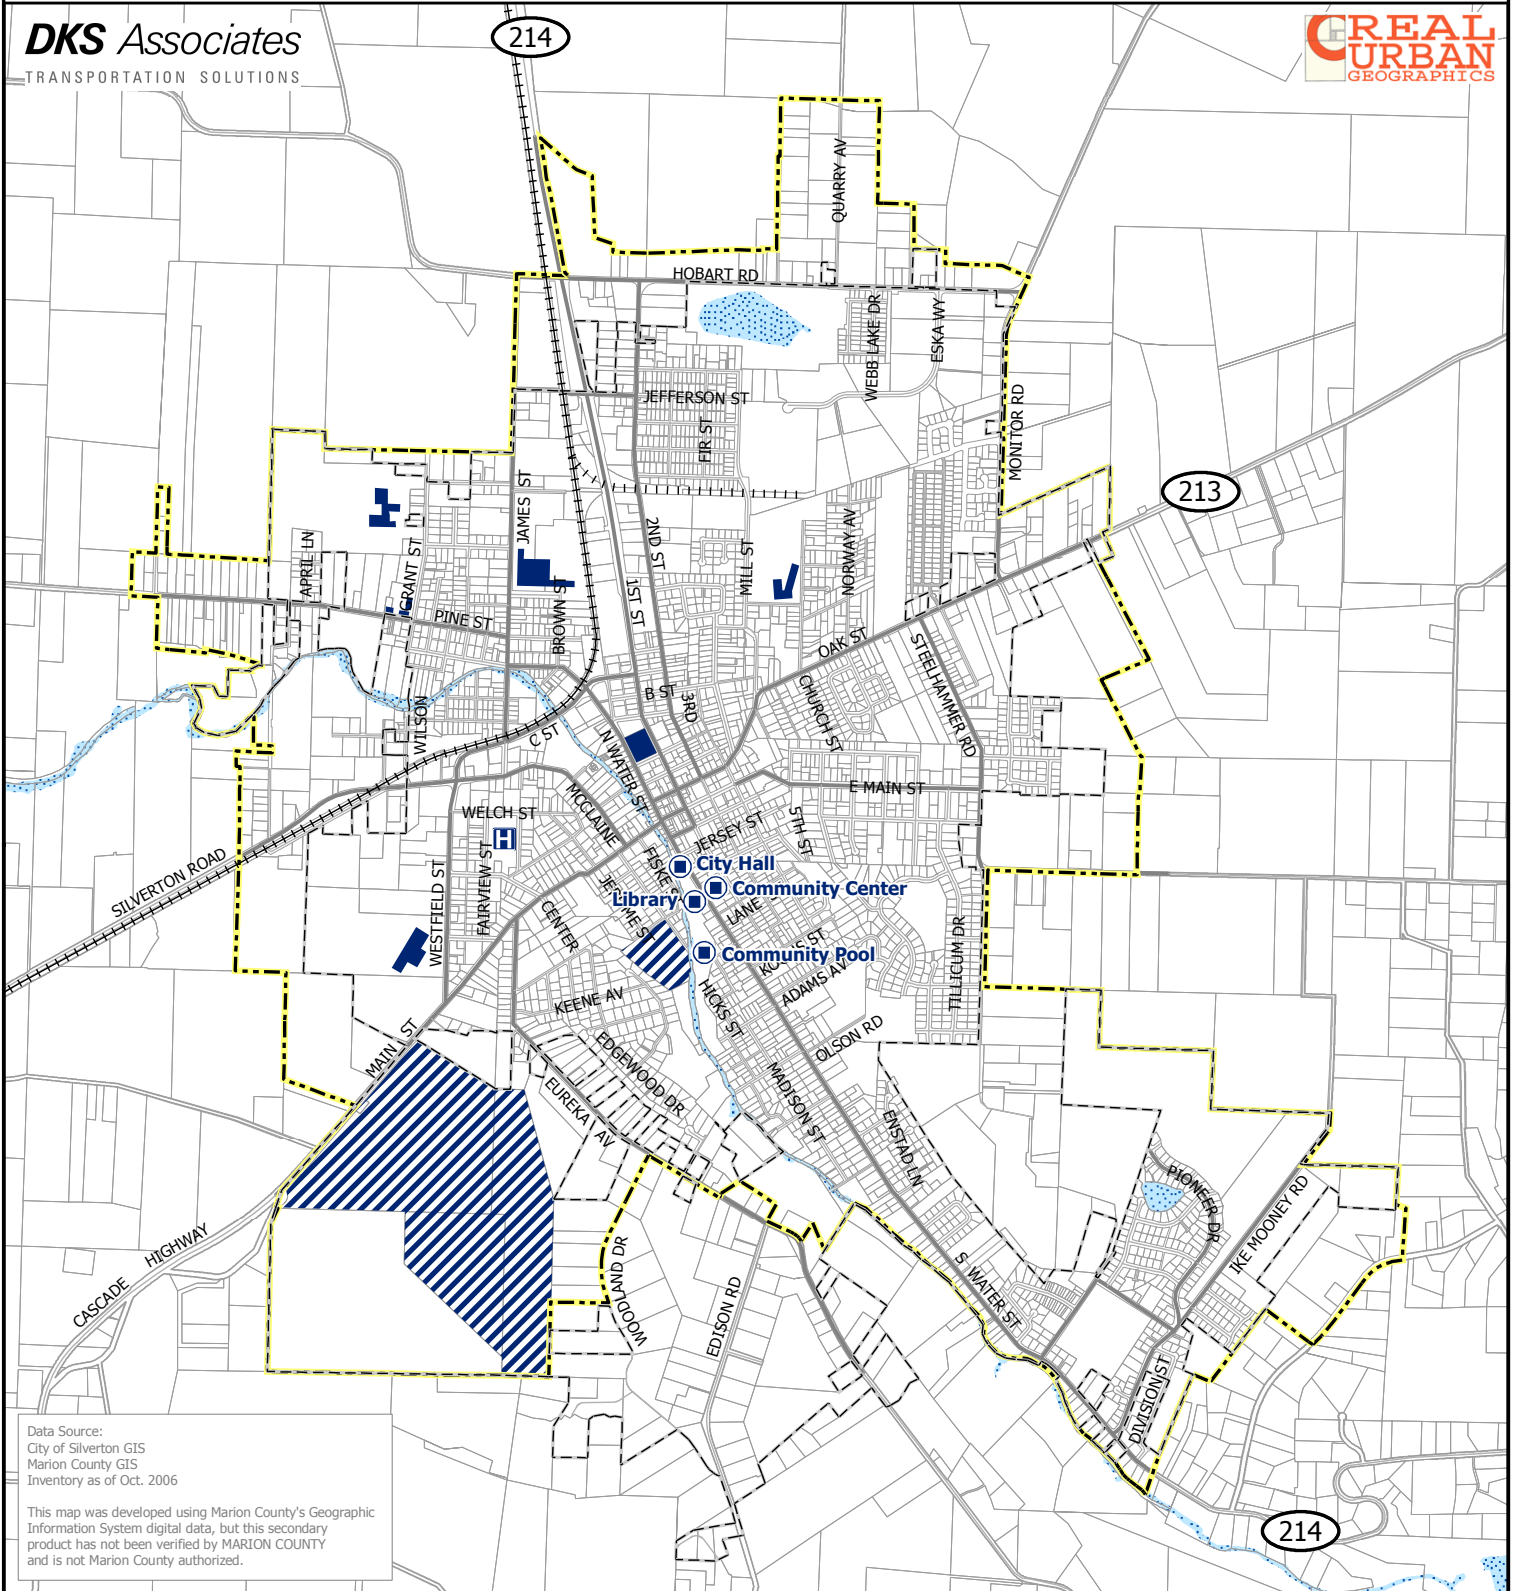 DKS Associates
TRANSPORTATION SOLUTIONS
214
CREAL
URBAN
GEOGRAPHICS
QUARRY AV
HOBART RD
WEBB LAKE DR
ESKA WY
JEFFERSON ST
FIR ST
MONITOR RD
213
JAMES ST
2ND ST
APRIL LN
GRANT ST
MILL ST
NORWAY AV
1ST ST
BROWN ST
PINE ST
OAK ST
STEELHAMMER RD
B ST
3RD
CHURCH ST
WILSON
C ST
N WATER ST
E MAIN ST
MCCLAINE
WELCH ST
H
JERSEY ST
5TH ST
SILVERTON ROAD
WESTFIELD ST
FAIRVIEW ST
FISKE S
City Hall
Community Center
Library
JEROME ST
LANE
CENTER
TILLICUM DR
Community Pool
ADAMS AV
KEENE AV
HICKS ST
OLSON RD
MAIN ST
EDGEWOOD DR
EUREKA AV
MADISON ST
ENSTAD LN
PIONEER DR
IKE MOONEY RD
CASCADE HIGHWAY
WOODLAND DR
EDISON RD
S WATER ST
DIVISION ST
214
Data Source:
City of Silverton GIS
Marion County GIS
Inventory as of Oct. 2006
This map was developed using Marion County's Geographic
Information System digital data, but this secondary
product has not been verified by MARION COUNTY
and is not Marion County authorized.